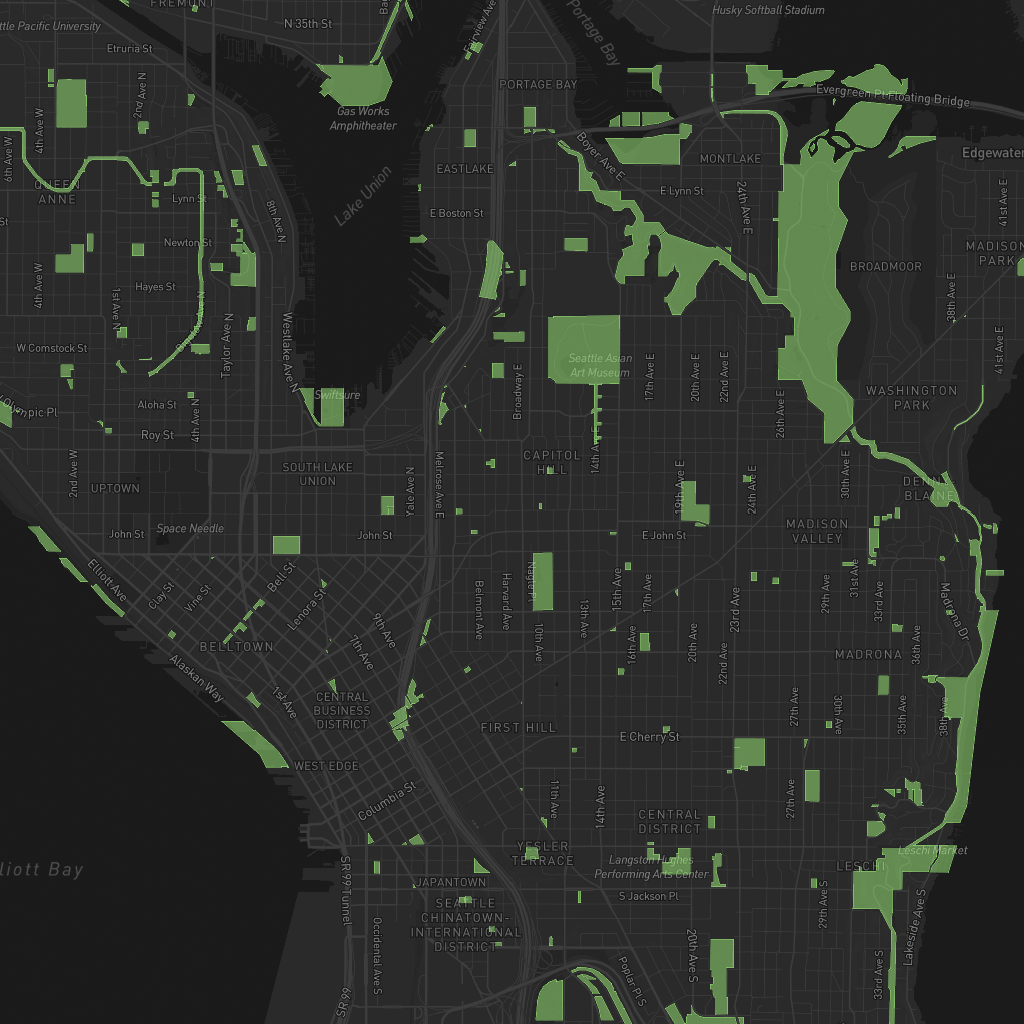 FREMONT
Husky Softball Stadium
ttle Pacific University
N 35th St
Fairview Ave
Portage Bay
Etruria St
PORTAGE BAY
2nd Ave N
Gas Works
Amphitheater
Evergreen Pt Floating Bridge
4th Ave W
6th Ave W
Boyer Ave E
MONTLAKE
Edgewater
EASTLAKE
QUEEN
ANNE
Lake Union
Lynn St
E Lynn St
24th Ave E
41st Ave E
8th Ave N
E Boston St
Newton St
MADISON
PARK
BROADMOOR
4th Ave W
Hayes St
1st Ave N
38th Ave E
Westlake Ave N
Taylor Ave N
W Comstock St
Seattle Asian
Art Museum
17th Ave E
20th Ave E
22nd Ave E
41st Ave E
Broadway E
Swiftsure
WASHINGTON
PARK
Aloha St
Olympic Pl
4th Ave N
26th Ave E
Roy St
14th Ave E
CAPITOL
HILL
SOUTH LAKE
UNION
2nd Ave W
Yale Ave N
Melrose Ave E
19th Ave E
24th Ave E
30th Ave E
UPTOWN
DENNY
BLAINE
Space Needle
MADISON
VALLEY
John St
John St
E John St
Elliott Ave
Clay St
Vine St
Bell St
Lenora St
Belmont Ave
Harvard Ave
Nagle Pl
15th Ave
17th Ave
29th Ave
31st Ave
33rd Ave
Madrona Dr
23rd Ave
13th Ave
9th Ave
7th Ave
BELLTOWN
10th Ave
16th Ave
20th Ave
22nd Ave
MADRONA
36th Ave
Alaskan Way
1st Ave
CENTRAL
BUSINESS
DISTRICT
27th Ave
30th Ave
35th Ave
38th Ave
FIRST HILL
E Cherry St
WEST EDGE
Columbia St
11th Ave
14th Ave
27th Ave
CENTRAL
DISTRICT
YESLER
TERRACE
Leschi Market
Langston Hughes
Performing Arts Center
LESCHI
lliott Bay
SR 99 Tunnel
JAPANTOWN
S Jackson Pl
29th Ave S
SEATTLE
CHINATOWN-
INTERNATIONAL
DISTRICT
Occidental Ave S
20th Ave S
Lakeside Ave S
33rd Ave S
Poplar Pl S
SR 99